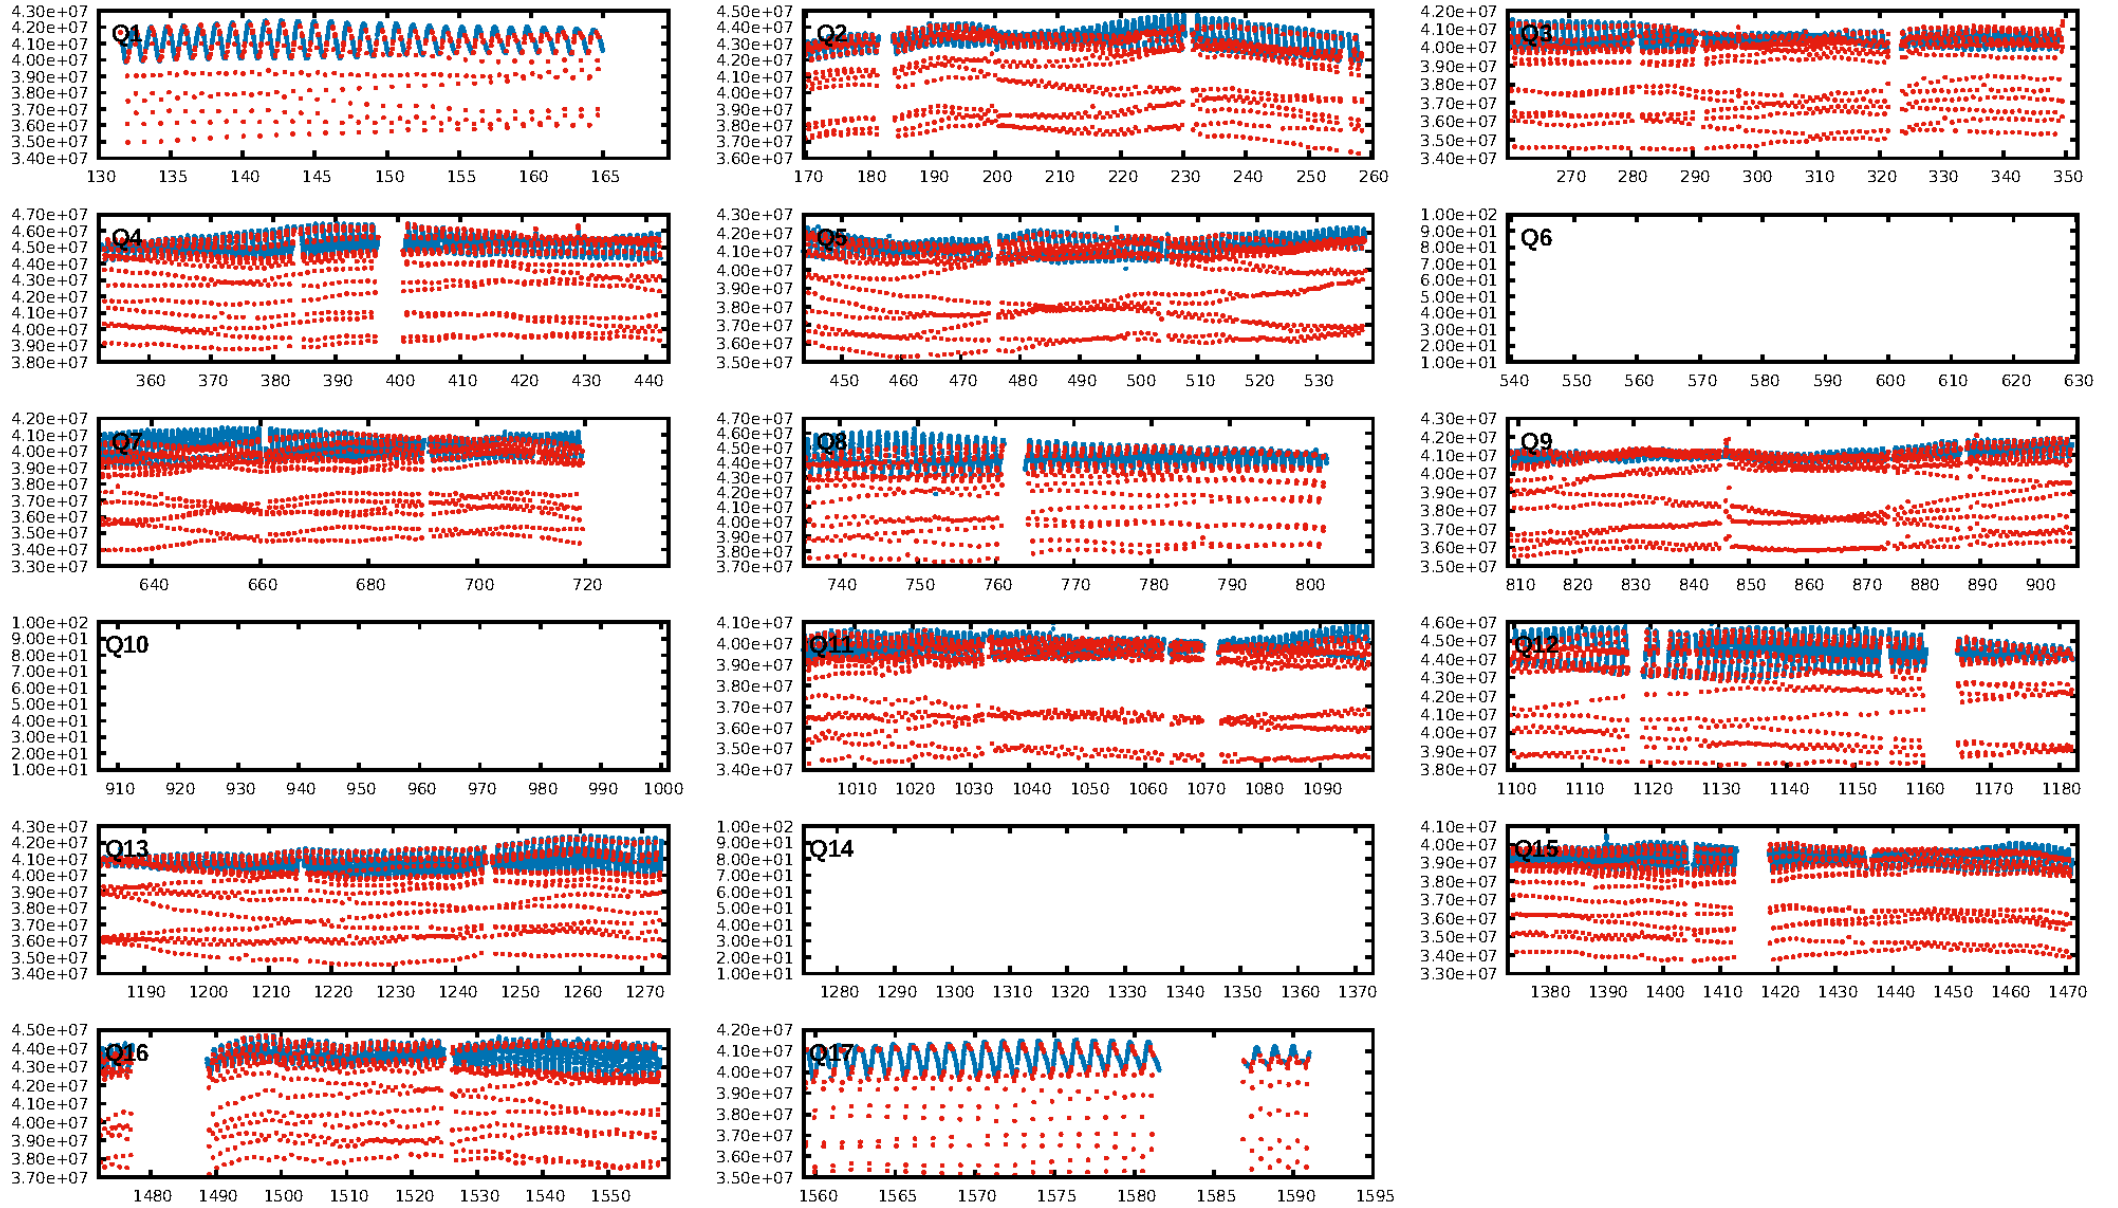 Q1
4.30e+07
4.20e+07
4.10e+07
4.00e+07
3.90e+07
3.80e+07
3.70e+07
3.60e+07
3.50e+07
3.40e+07
130 135 140 145 150 155 160 165
Q2
4.50e+07
4.40e+07
4.30e+07
4.20e+07
4.10e+07
4.00e+07
3.90e+07
3.80e+07
3.70e+07
3.60e+07
170 180 190 200 210 220 230 240 250 260
Q3
4.20e+07
4.10e+07
4.00e+07
3.90e+07
3.80e+07
3.70e+07
3.60e+07
3.50e+07
3.40e+07
270 280 290 300 310 320 330 340 350
Q4
4.70e+07
4.60e+07
4.50e+07
4.40e+07
4.30e+07
4.20e+07
4.10e+07
4.00e+07
3.90e+07
3.80e+07
360 370 380 390 400 410 420 430 440
Q5
4.30e+07
4.20e+07
4.10e+07
4.00e+07
3.90e+07
3.80e+07
3.70e+07
3.60e+07
3.50e+07
450 460 470 480 490 500 510 520 530
Q6
1.00e+02
9.00e+01
8.00e+01
7.00e+01
6.00e+01
5.00e+01
4.00e+01
3.00e+01
2.00e+01
1.00e+01
540 550 560 570 580 590 600 610 620 630
Q7
4.20e+07
4.10e+07
4.00e+07
3.90e+07
3.80e+07
3.70e+07
3.60e+07
3.50e+07
3.40e+07
3.30e+07
640 660 680 700 720
Q8
4.70e+07
4.60e+07
4.50e+07
4.40e+07
4.30e+07
4.20e+07
4.10e+07
4.00e+07
3.90e+07
3.80e+07
3.70e+07
740 750 760 770 780 790 800
Q9
4.30e+07
4.20e+07
4.10e+07
4.00e+07
3.90e+07
3.80e+07
3.70e+07
3.60e+07
3.50e+07
810 820 830 840 850 860 870 880 890 900
Q10
1.00e+02
9.00e+01
8.00e+01
7.00e+01
6.00e+01
5.00e+01
4.00e+01
3.00e+01
2.00e+01
1.00e+01
910 920 930 940 950 960 970 980 990 1000
Q11
4.10e+07
4.00e+07
3.90e+07
3.80e+07
3.70e+07
3.60e+07
3.50e+07
3.40e+07
1010 1020 1030 1040 1050 1060 1070 1080 1090
Q12
4.60e+07
4.50e+07
4.40e+07
4.30e+07
4.20e+07
4.10e+07
4.00e+07
3.90e+07
3.80e+07
1100 1110 1120 1130 1140 1150 1160 1170 1180
Q13
4.30e+07
4.20e+07
4.10e+07
4.00e+07
3.90e+07
3.80e+07
3.70e+07
3.60e+07
3.50e+07
3.40e+07
1190 1200 1210 1220 1230 1240 1250 1260 1270
Q14
1.00e+02
9.00e+01
8.00e+01
7.00e+01
6.00e+01
5.00e+01
4.00e+01
3.00e+01
2.00e+01
1.00e+01
1280 1290 1300 1310 1320 1330 1340 1350 1360 1370
Q15
4.10e+07
4.00e+07
3.90e+07
3.80e+07
3.70e+07
3.60e+07
3.50e+07
3.40e+07
3.30e+07
1380 1390 1400 1410 1420 1430 1440 1450 1460 1470
Q16
4.50e+07
4.40e+07
4.30e+07
4.20e+07
4.10e+07
4.00e+07
3.90e+07
3.80e+07
3.70e+07
1480 1490 1500 1510 1520 1530 1540 1550
Q17
4.20e+07
4.10e+07
4.00e+07
3.90e+07
3.80e+07
3.70e+07
3.60e+07
3.50e+07
1560 1565 1570 1575 1580 1585 1590 1595